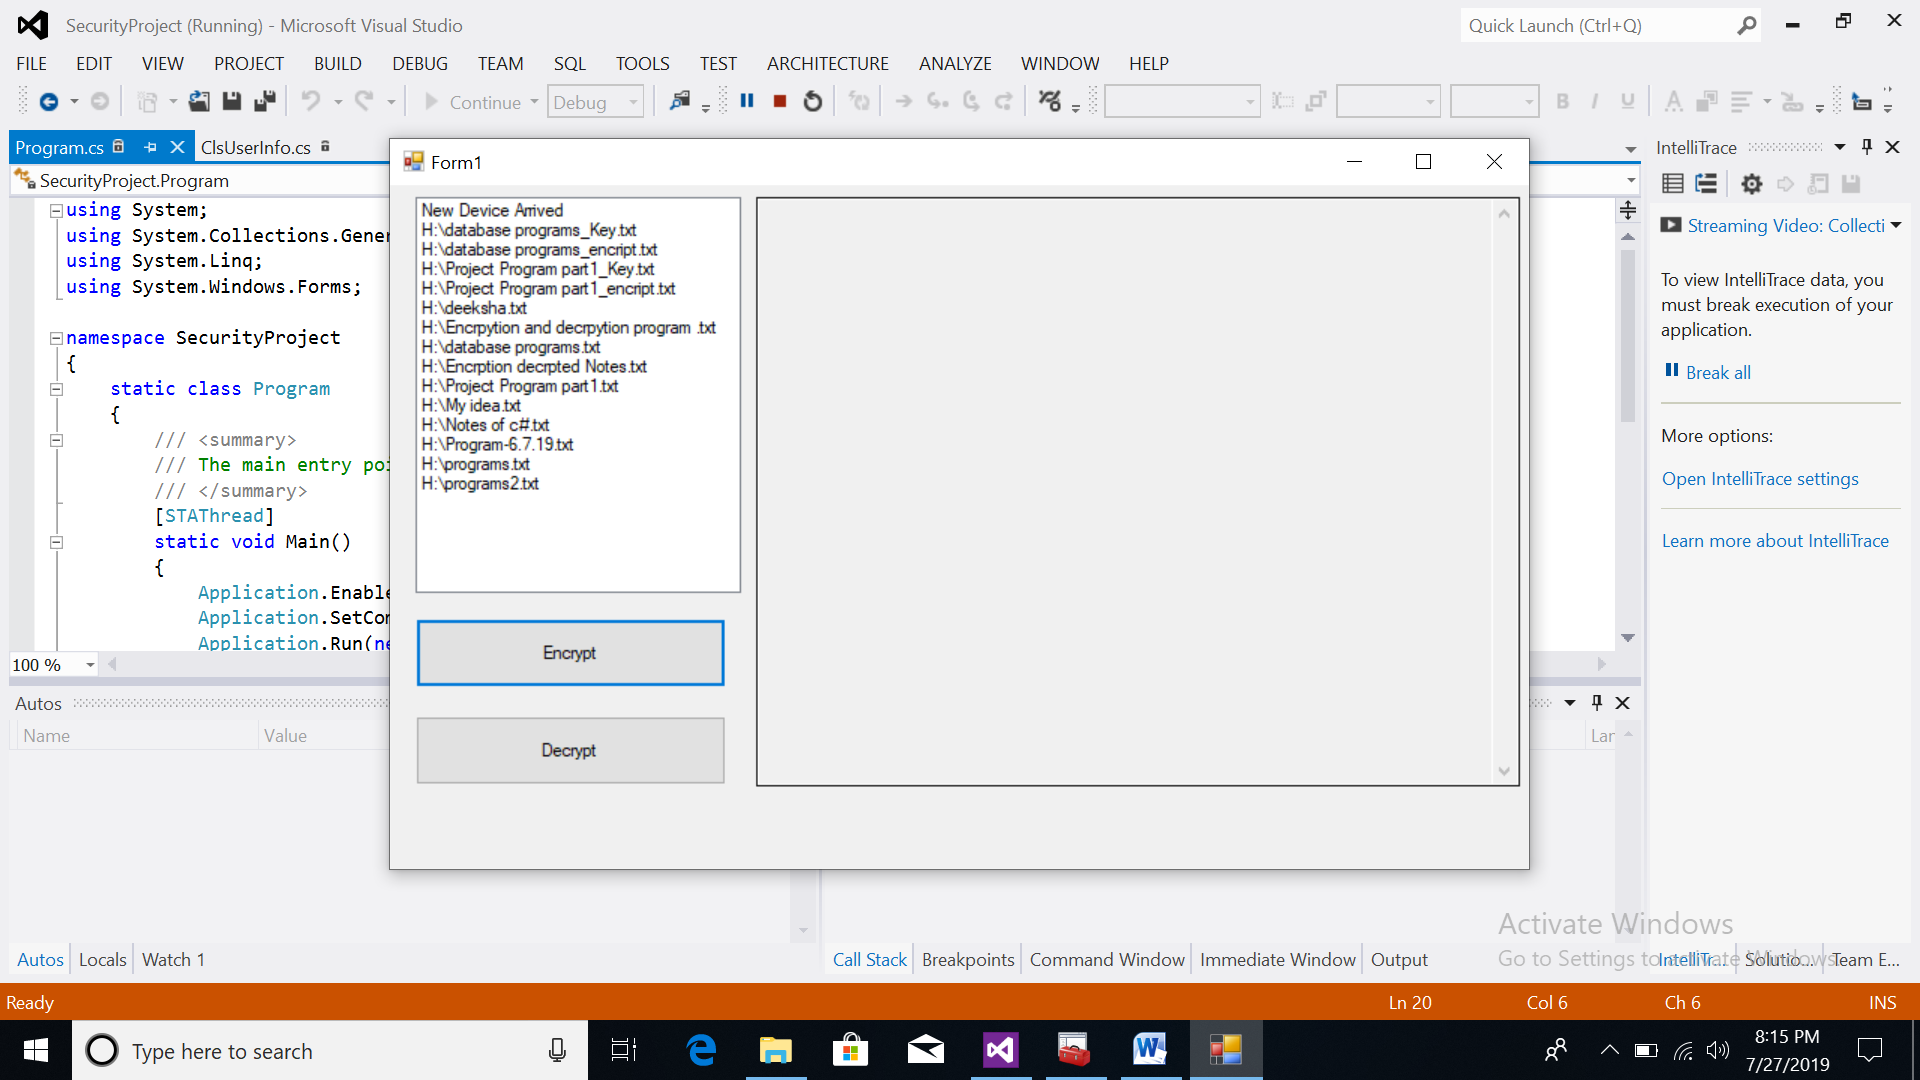 SecurityProject (Running) - Microsoft Visual Studio
Quick Launch (Ctrl+Q)
FILE EDIT VIEW PROJECT BUILD DEBUG TEAM SQL TOOLS TEST ARCHITECTURE ANALYZE WINDOW HELP
Continue Debug
B I U A
Program.cs ClsUserInfo.cs
SecurityProject.Program
using System;
using System.Collections.Gener
using System.Linq;
using System.Windows.Forms;
namespace SecurityProject
{
static class Program
{
/// <summary>
/// The main entry poi
/// </summary>
[STAThread]
static void Main()
{
Application.Enable
Application.SetCom
Application.Run(ne
100 %
Form1
New Device Arrived
H:\database programs_Key.txt
H:\database programs_encript.txt
H:\Project Program part1_Key.txt
H:\Project Program part1_encript.txt
H:\deeksha.txt
H:\Encrpytion and decrpytion program .txt
H:\database programs.txt
H:\Encrption decrpted Notes.txt
H:\Project Program part1.txt
H:\My idea.txt
H:\Notes of c#.txt
H:\Program-6.7.19.txt
H:\programs.txt
H:\programs2.txt
Encrypt
Decrypt
IntelliTrace
Streaming Video: Collecti
To view IntelliTrace data, you
must break execution of your
application.
Break all
More options:
Open IntelliTrace settings
Learn more about IntelliTrace
Autos
Name Value
Lar
Autos Locals Watch 1
Call Stack Breakpoints Command Window Immediate Window Output
IntelliTr... Solutio... Team E...
Activate Windows
Go to Settings to activate Windows.
Ready
Ln 20 Col 6 Ch 6 INS
Type here to search
8:15 PM
7/27/2019